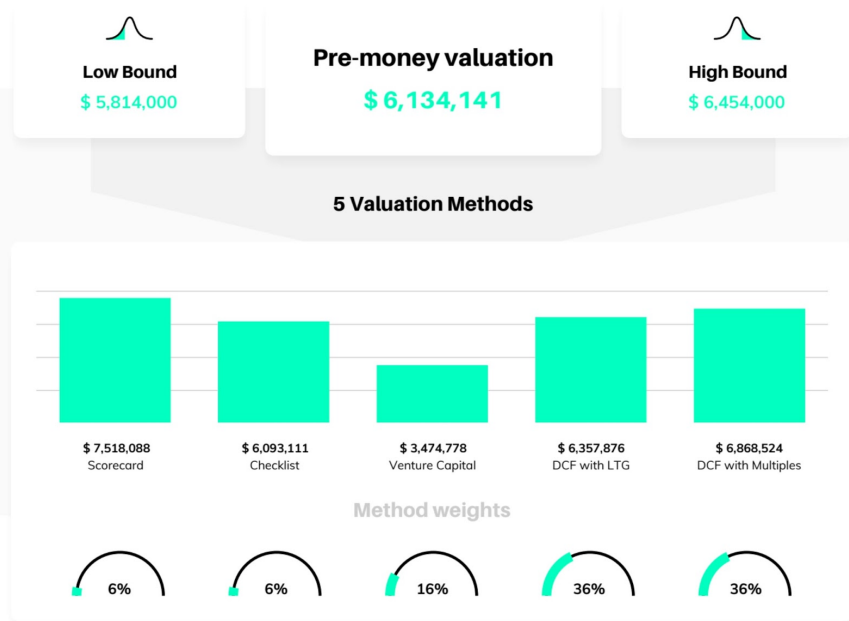 Low Bound
$ 5,814,000
Pre-money valuation
$ 6,134,141
High Bound
$ 6,454,000
5 Valuation Methods
$ 7,518,088
Scorecard
$ 6,093,111
Checklist
$ 3,474,778
Venture Capital
$ 6,357,876
DCF with LTG
$ 6,868,524
DCF with Multiples
Method weights
6%
6%
16%
36%
36%